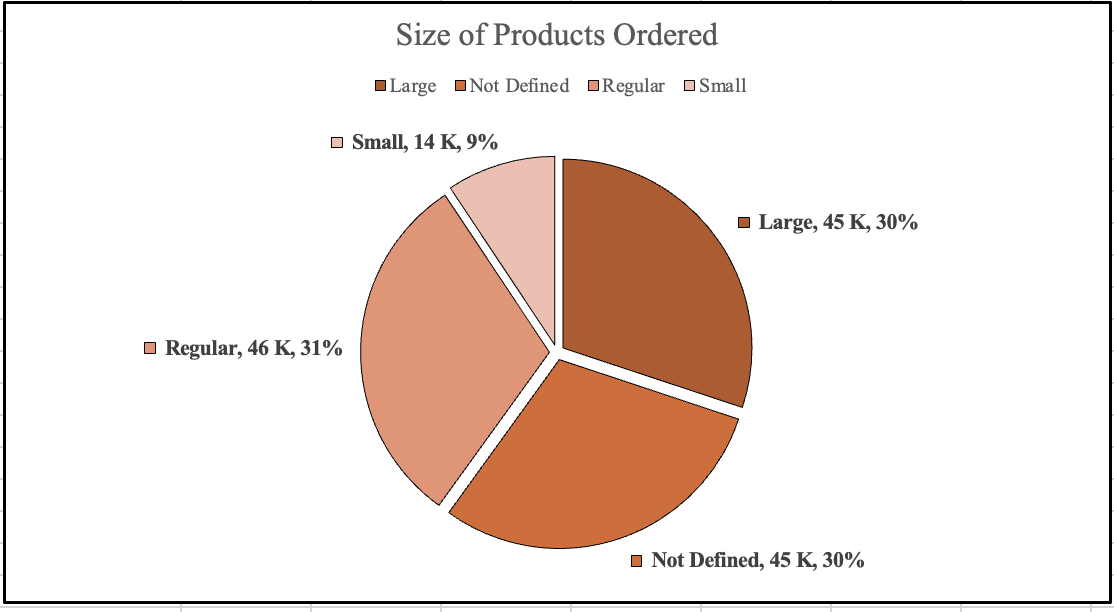 Size of Products Ordered
Large Not Defined Regular Small
Small, 14 K, 9%
Large, 45 K, 30%
Regular, 46 K, 31%
Not Defined, 45 K, 30%